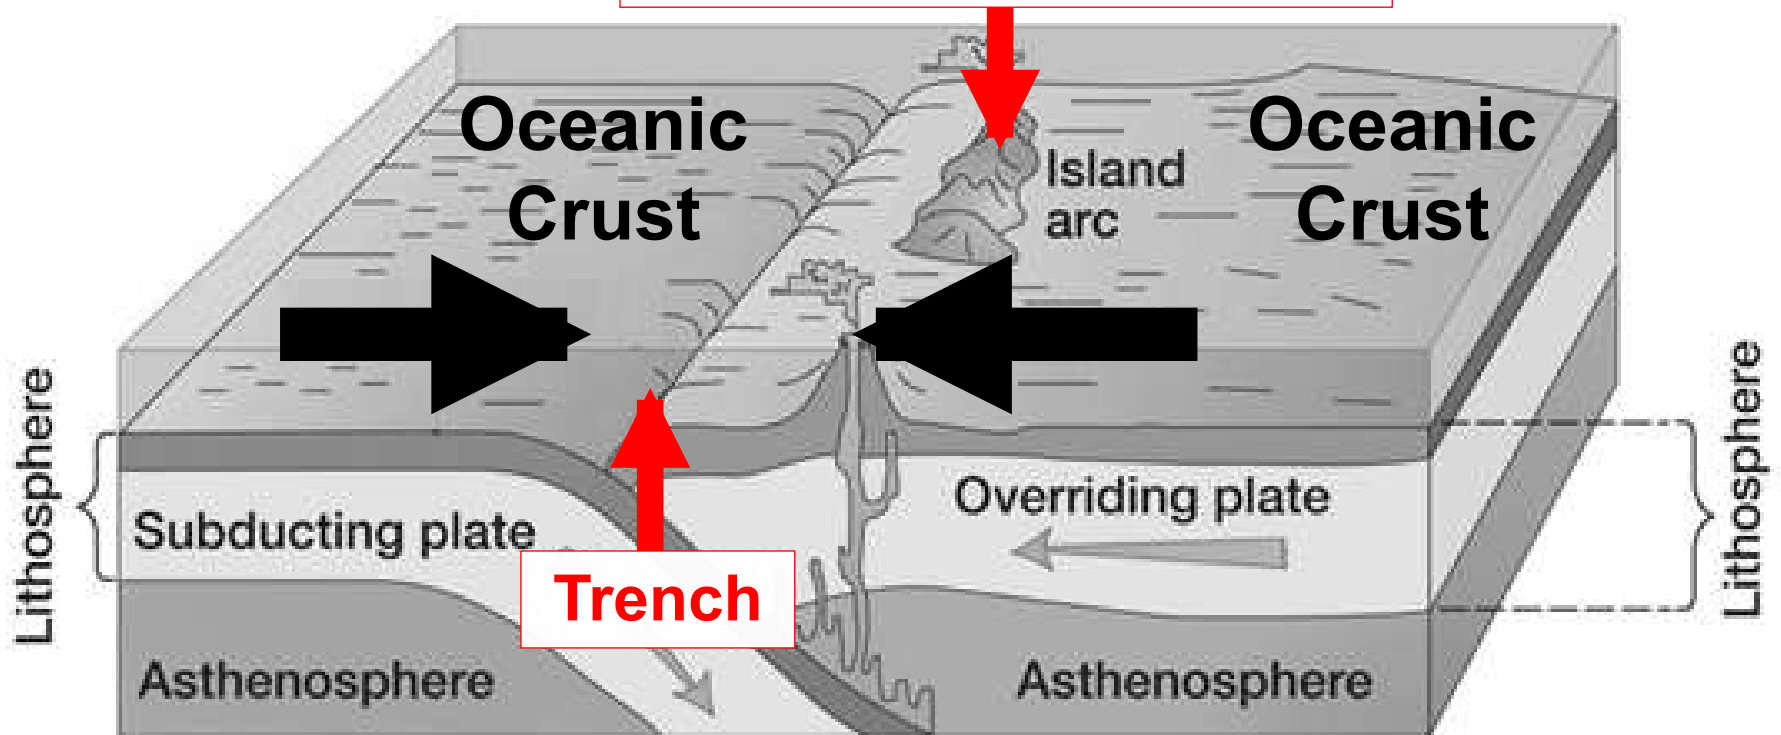 Oceanic
Crust
Oceanic
Crust
Island
arc
Lithosphere
Lithosphere
Subducting plate
Overriding plate
Trench
Asthenosphere
Asthenosphere